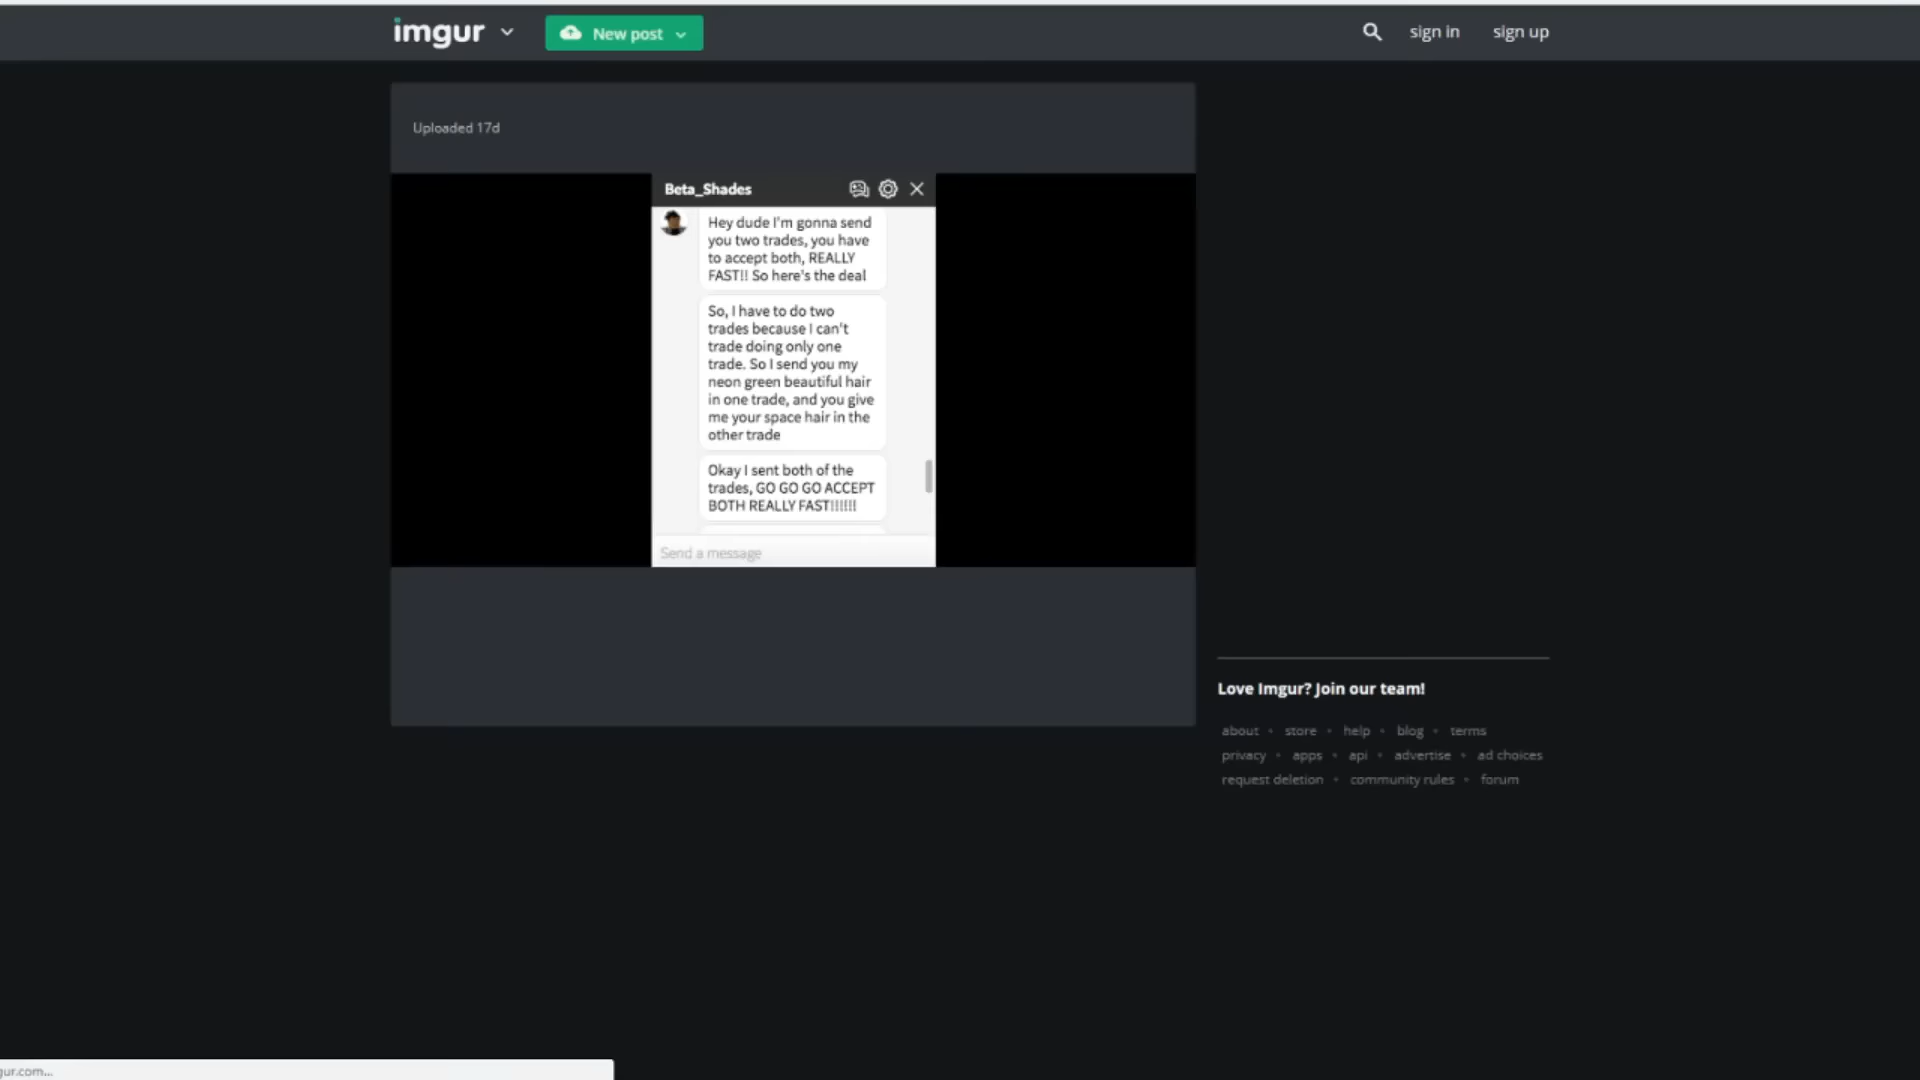 imgur
New post
sign in
sign up
Uploaded 17d
Beta_Shades
Hey dude I'm gonna send
you two trades, you have
to accept both, REALLY
FAST!! So here's the deal
So, I have to do two
trades because I can't
trade doing only one
trade. So I send you my
neon green beautiful hair
in one trade, and you give
me your space hair in the
other trade
Okay I sent both of the
trades, GO GO GO ACCEPT
BOTH REALLY FAST!!!!!!
Send a message
Love Imgur? Join our team!
about • store • help • blog • terms
privacy • apps • api • advertise • ad choices
request deletion • community rules • forum
gur.com...